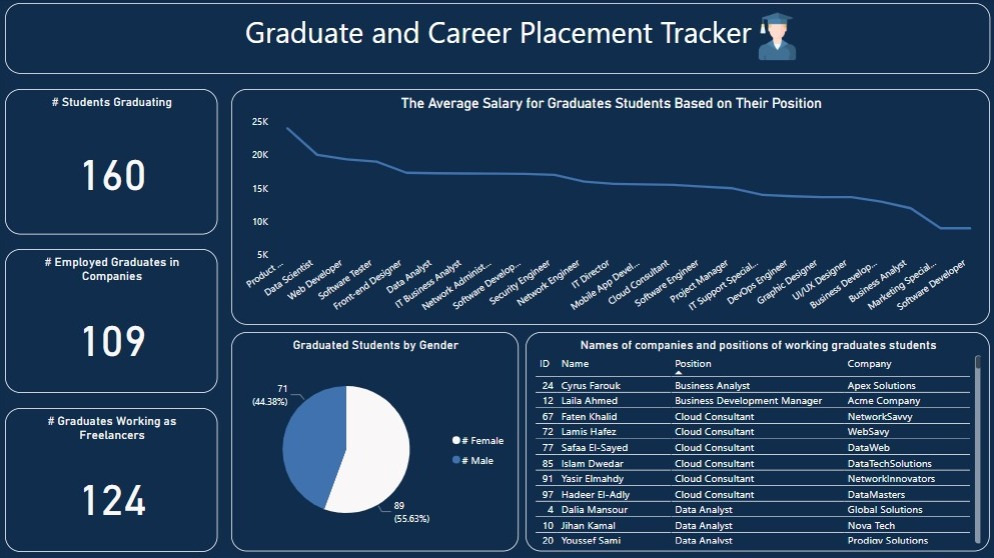 Graduate and Career Placement Tracker
# Students Graduating
160
# Employed Graduates in
Companies
109
# Graduates Working as
Freelancers
124
The Average Salary for Graduates Students Based on Their Position
25K
20K
15K
10K
5K
Product ...
Data Scientist
Web Developer
Software Tester
Front-end Designer
Data Analyst
IT Business Analyst
Network Administ...
Software Develop...
Security Engineer
Network Engineer
IT Director
Mobile App Devel...
Cloud Consultant
Software Engineer
Project Manager
IT Support Special...
DevOps Engineer
Graphic Designer
UI/UX Designer
Business Develop...
Business Analyst
Marketing Special...
Software Developer
Graduated Students by Gender
71
(44.38%)
89
(55.63%)
# Female
# Male
Names of companies and positions of working graduates students
ID Name Position Company
24 Cyrus Farouk Business Analyst Apex Solutions
12 Laila Ahmed Business Development Manager Acme Company
67 Faten Khalid Cloud Consultant NetworkSavvy
72 Lamis Hafez Cloud Consultant WebSavy
77 Safaa El-Sayed Cloud Consultant DataWeb
85 Islam Dwedar Cloud Consultant DataTechSolutions
91 Yasir Elmahdy Cloud Consultant NetworkInnovators
97 Hadeer El-Adly Cloud Consultant DataMasters
4 Dalia Mansour Data Analyst Global Solutions
10 Jihan Kamal Data Analyst Nova Tech
20 Youssef Sami Data Analyst Prodigy Solutions